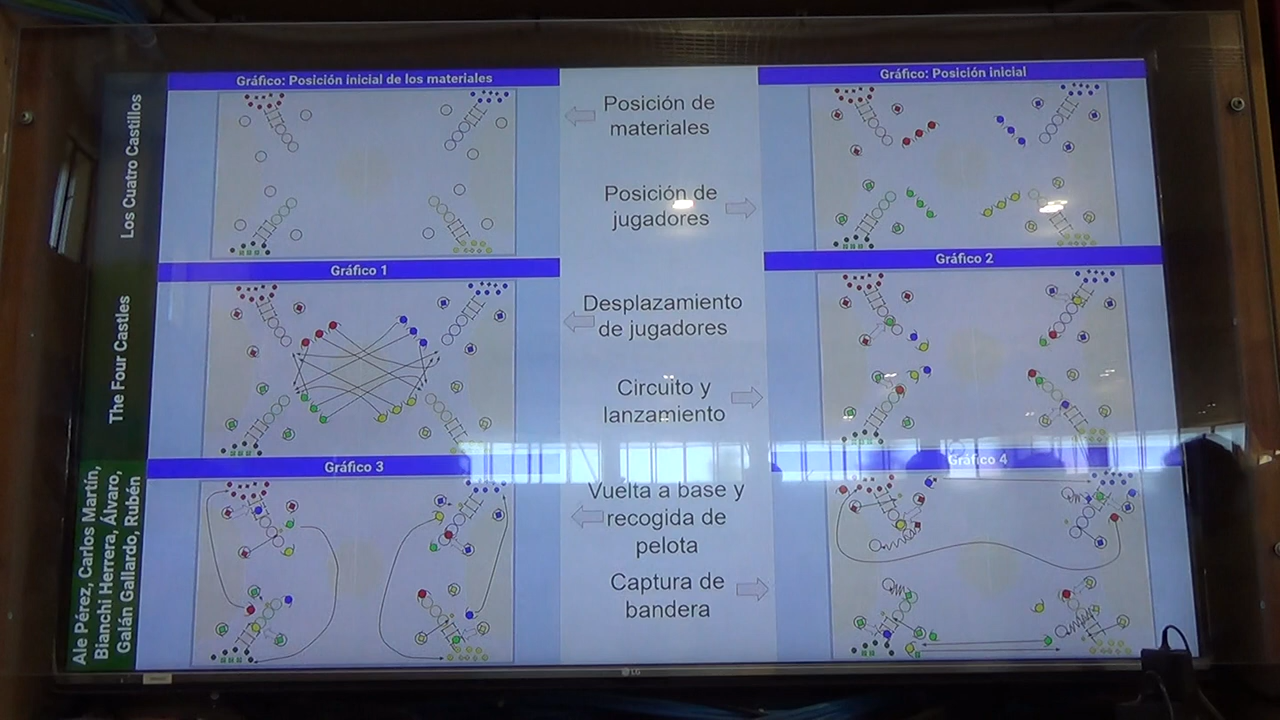 Gráfico: Posición inicial de los materiales
Gráfico: Posición inicial
Los Cuatro Castillos
Posición de
materiales
Posición de
jugadores
Gráfico 1
Gráfico 2
The Four Castles
Desplazamiento
de jugadores
Circuito y
lanzamiento
Gráfico 3
Gráfico 4
Ale Pérez, Carlos Martín,
Bianchi Herrera, Álvaro,
Galán Gallardo, Rubén
Vuelta a base y
recogida de
pelota
Captura de
bandera
LG